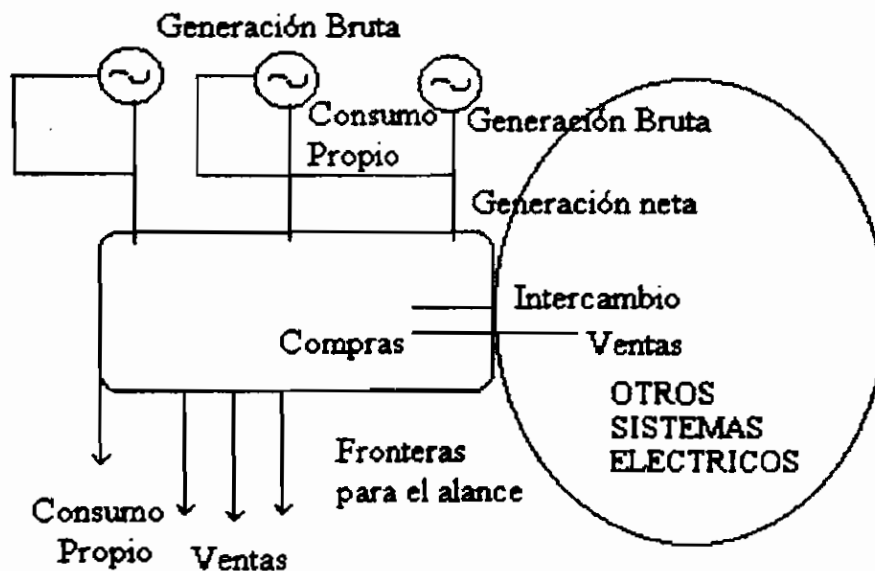 Generación Bruta
Consumo
Propio
Generación Bruta
Generación neta
Intercambio
Compras
Ventas
OTROS
SISTEMAS
ELECTRICOS
Fronteras
para el alance
Consumo
Propio
Ventas